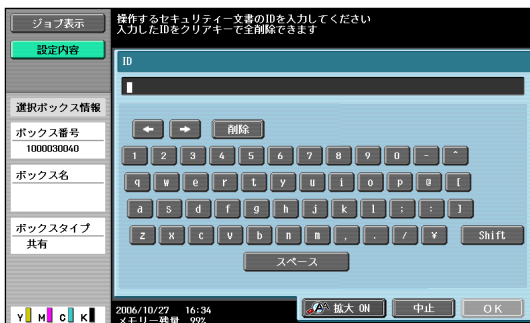 ジョブ表示
設定内容
操作するセキュリティー文書のIDを入力してください
入力したIDをクリアキーで全削除できます
ID
選択ボックス情報
ボックス番号
1000030040
ボックス名
ボックスタイプ
共有
← → 削除
1 2 3 4 5 6 7 8 9 0 - ^
q w e r t y u i o p @ [
a s d f g h j k l ; : ]
z x c v b n m , . / ¥ Shift
スペース
Y M C K
2006/10/27 16:34
メモリー残量 99%
拡大 ON 中止 OK